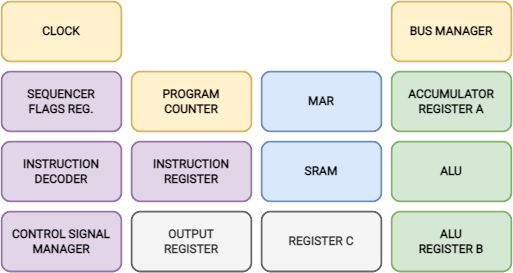 CLOCK
BUS MANAGER
SEQUENCER
FLAGS REG.
PROGRAM
COUNTER
MAR
ACCUMULATOR
REGISTER A
INSTRUCTION
DECODER
INSTRUCTION
REGISTER
SRAM
ALU
CONTROL SIGNAL
MANAGER
OUTPUT
REGISTER
REGISTER C
ALU
REGISTER B